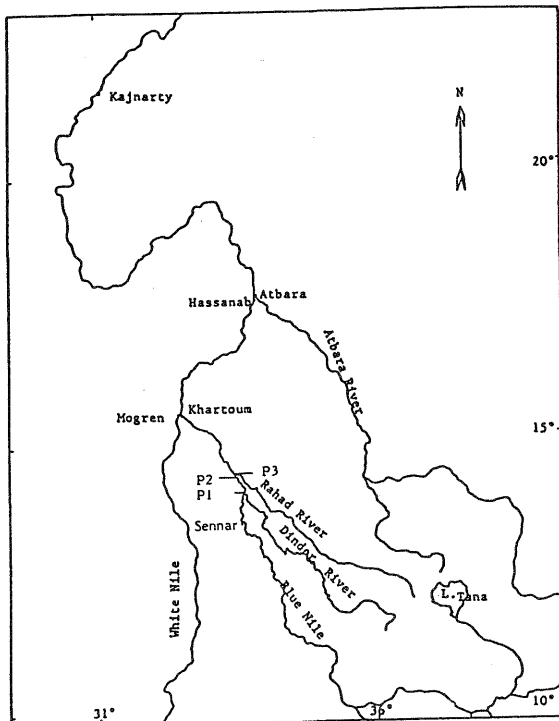 Kajnarty
N
20°
Hassanab
Atbara
Atbara River
Mogren
Khartoum
15°
P3
P2
P1
Rahad River
Sennar
Dindor River
Blue Nile
White Nile
L.Tana
10°
31°
36°